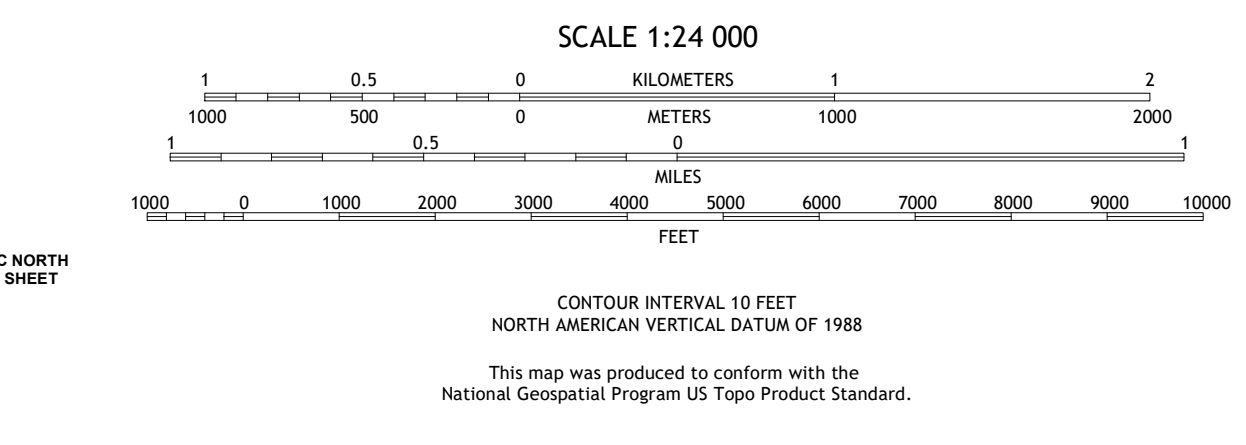 SCALE 1:24 000
1 0.5 0 KILOMETERS 1 2
1000 500 0 METERS 1000 2000
1 0.5 0 1
MILES
1000 0 1000 2000 3000 4000 5000 6000 7000 8000 9000 10000
FEET
C NORTH
SHEET
CONTOUR INTERVAL 10 FEET
NORTH AMERICAN VERTICAL DATUM OF 1988
This map was produced to conform with the
National Geospatial Program US Topo Product Standard.